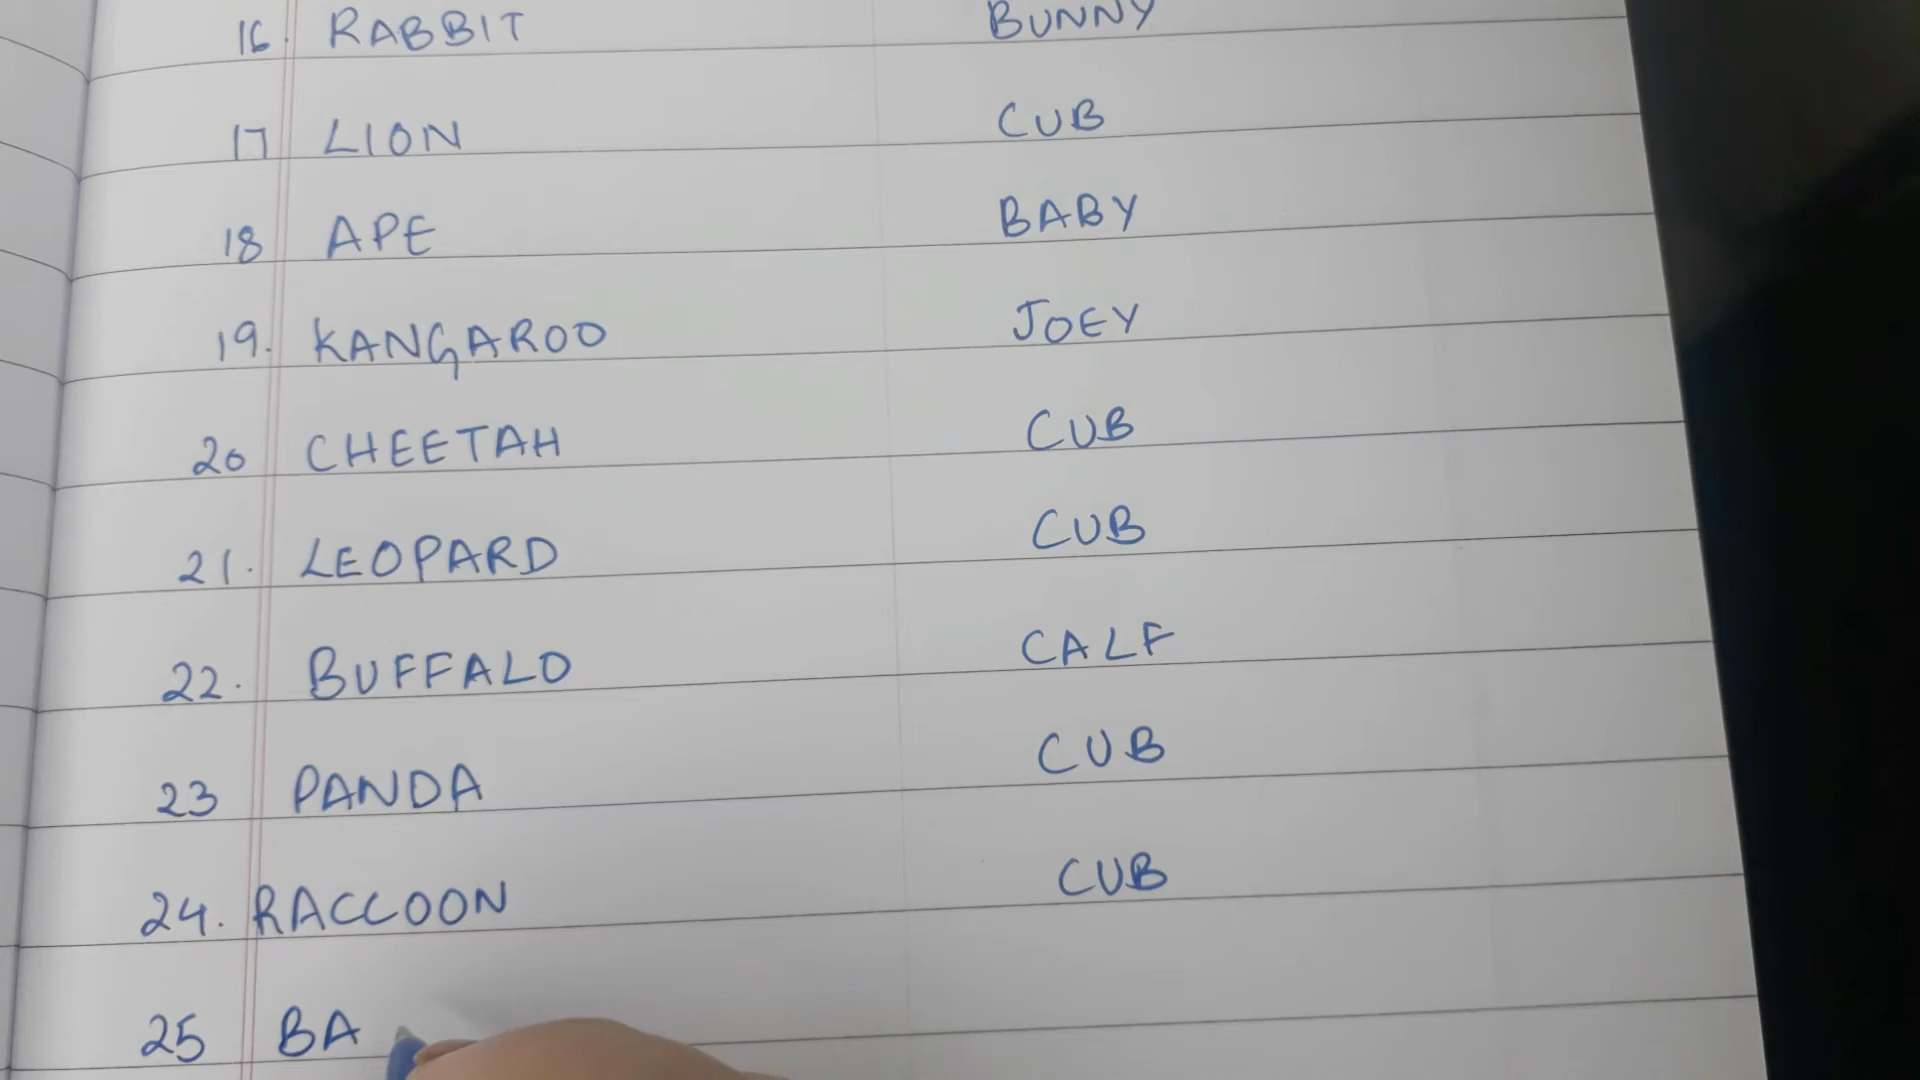 16. RABBIT BUNNY
17 LION CUB
18 APE BABY
19. KANGAROO JOEY
20 CHEETAH CUB
21. LEOPARD CUB
22. BUFFALO CALF
23 PANDA CUB
24. RACCOON CUB
25 BA